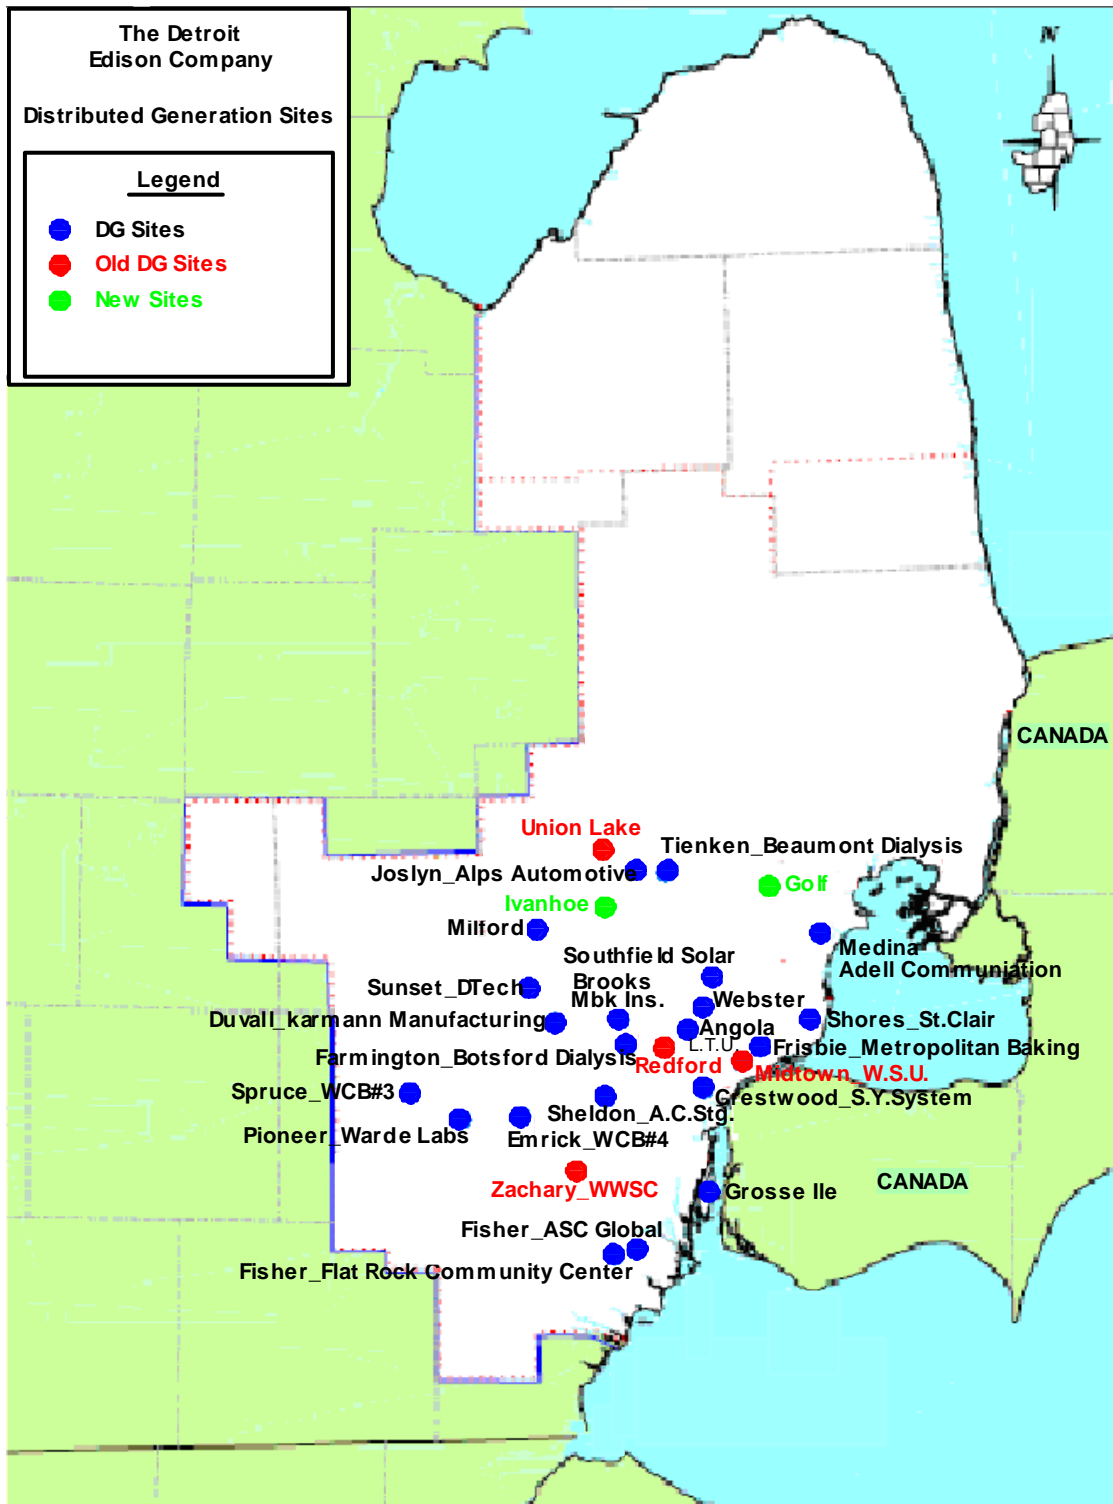 The Detroit
Edison Company
Distributed Generation Sites
Legend
DG Sites
Old DG Sites
New Sites
N
CANADA
Union Lake
Tienken_Beaumont Dialysis
Joslyn_Alps Automotive
Golf
Ivanhoe
Milford
Medina
Adell Communiation
Southfield Solar
Brooks
Sunset_DTech
Mbk Ins.
Webster
Duvall_karmann Manufacturing
Angola
Shores_St.Clair
L.T.U.
Frisbie_Metropolitan Baking
Farmington_Botsford Dialysis
Redford
Midtown_W.S.U.
Spruce_WCB#3
Crestwood_S.Y.System
Sheldon_A.C.Stg.
Pioneer_Warde Labs
Emrick_WCB#4
Zachary_WWSC
Grosse Ile
CANADA
Fisher_ASC Global
Fisher_Flat Rock Community Center